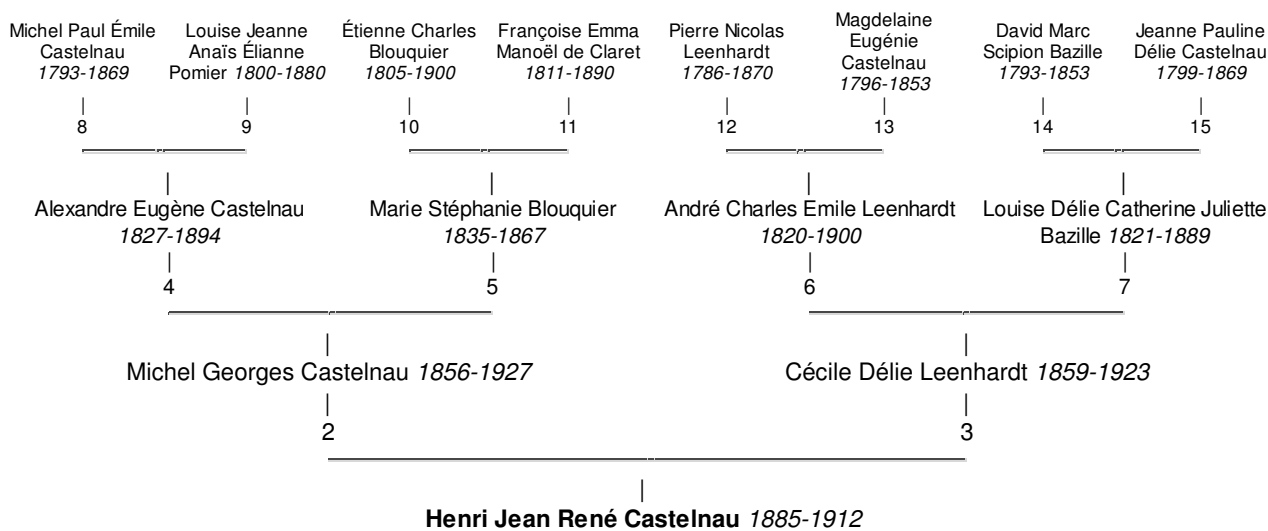 Michel Paul Émile
Castelnau
1793-1869
Louise Jeanne
Anaïs Élianne
Pomier 1800-1880
Étienne Charles
Blouquier
1805-1900
Françoise Emma
Manoël de Claret
1811-1890
Pierre Nicolas
Leenhardt
1786-1870
Magdelaine
Eugénie
Castelnau
1796-1853
David Marc
Scipion Bazille
1793-1853
Jeanne Pauline
Délie Castelnau
1799-1869
8 9 10 11 12 13 14 15
Alexandre Eugène Castelnau
1827-1894
Marie Stéphanie Blouquier
1835-1867
André Charles Emile Leenhardt
1820-1900
Louise Délie Catherine Juliette
Bazille 1821-1889
4 5 6 7
Michel Georges Castelnau 1856-1927
Cécile Délie Leenhardt 1859-1923
2 3
Henri Jean René Castelnau 1885-1912